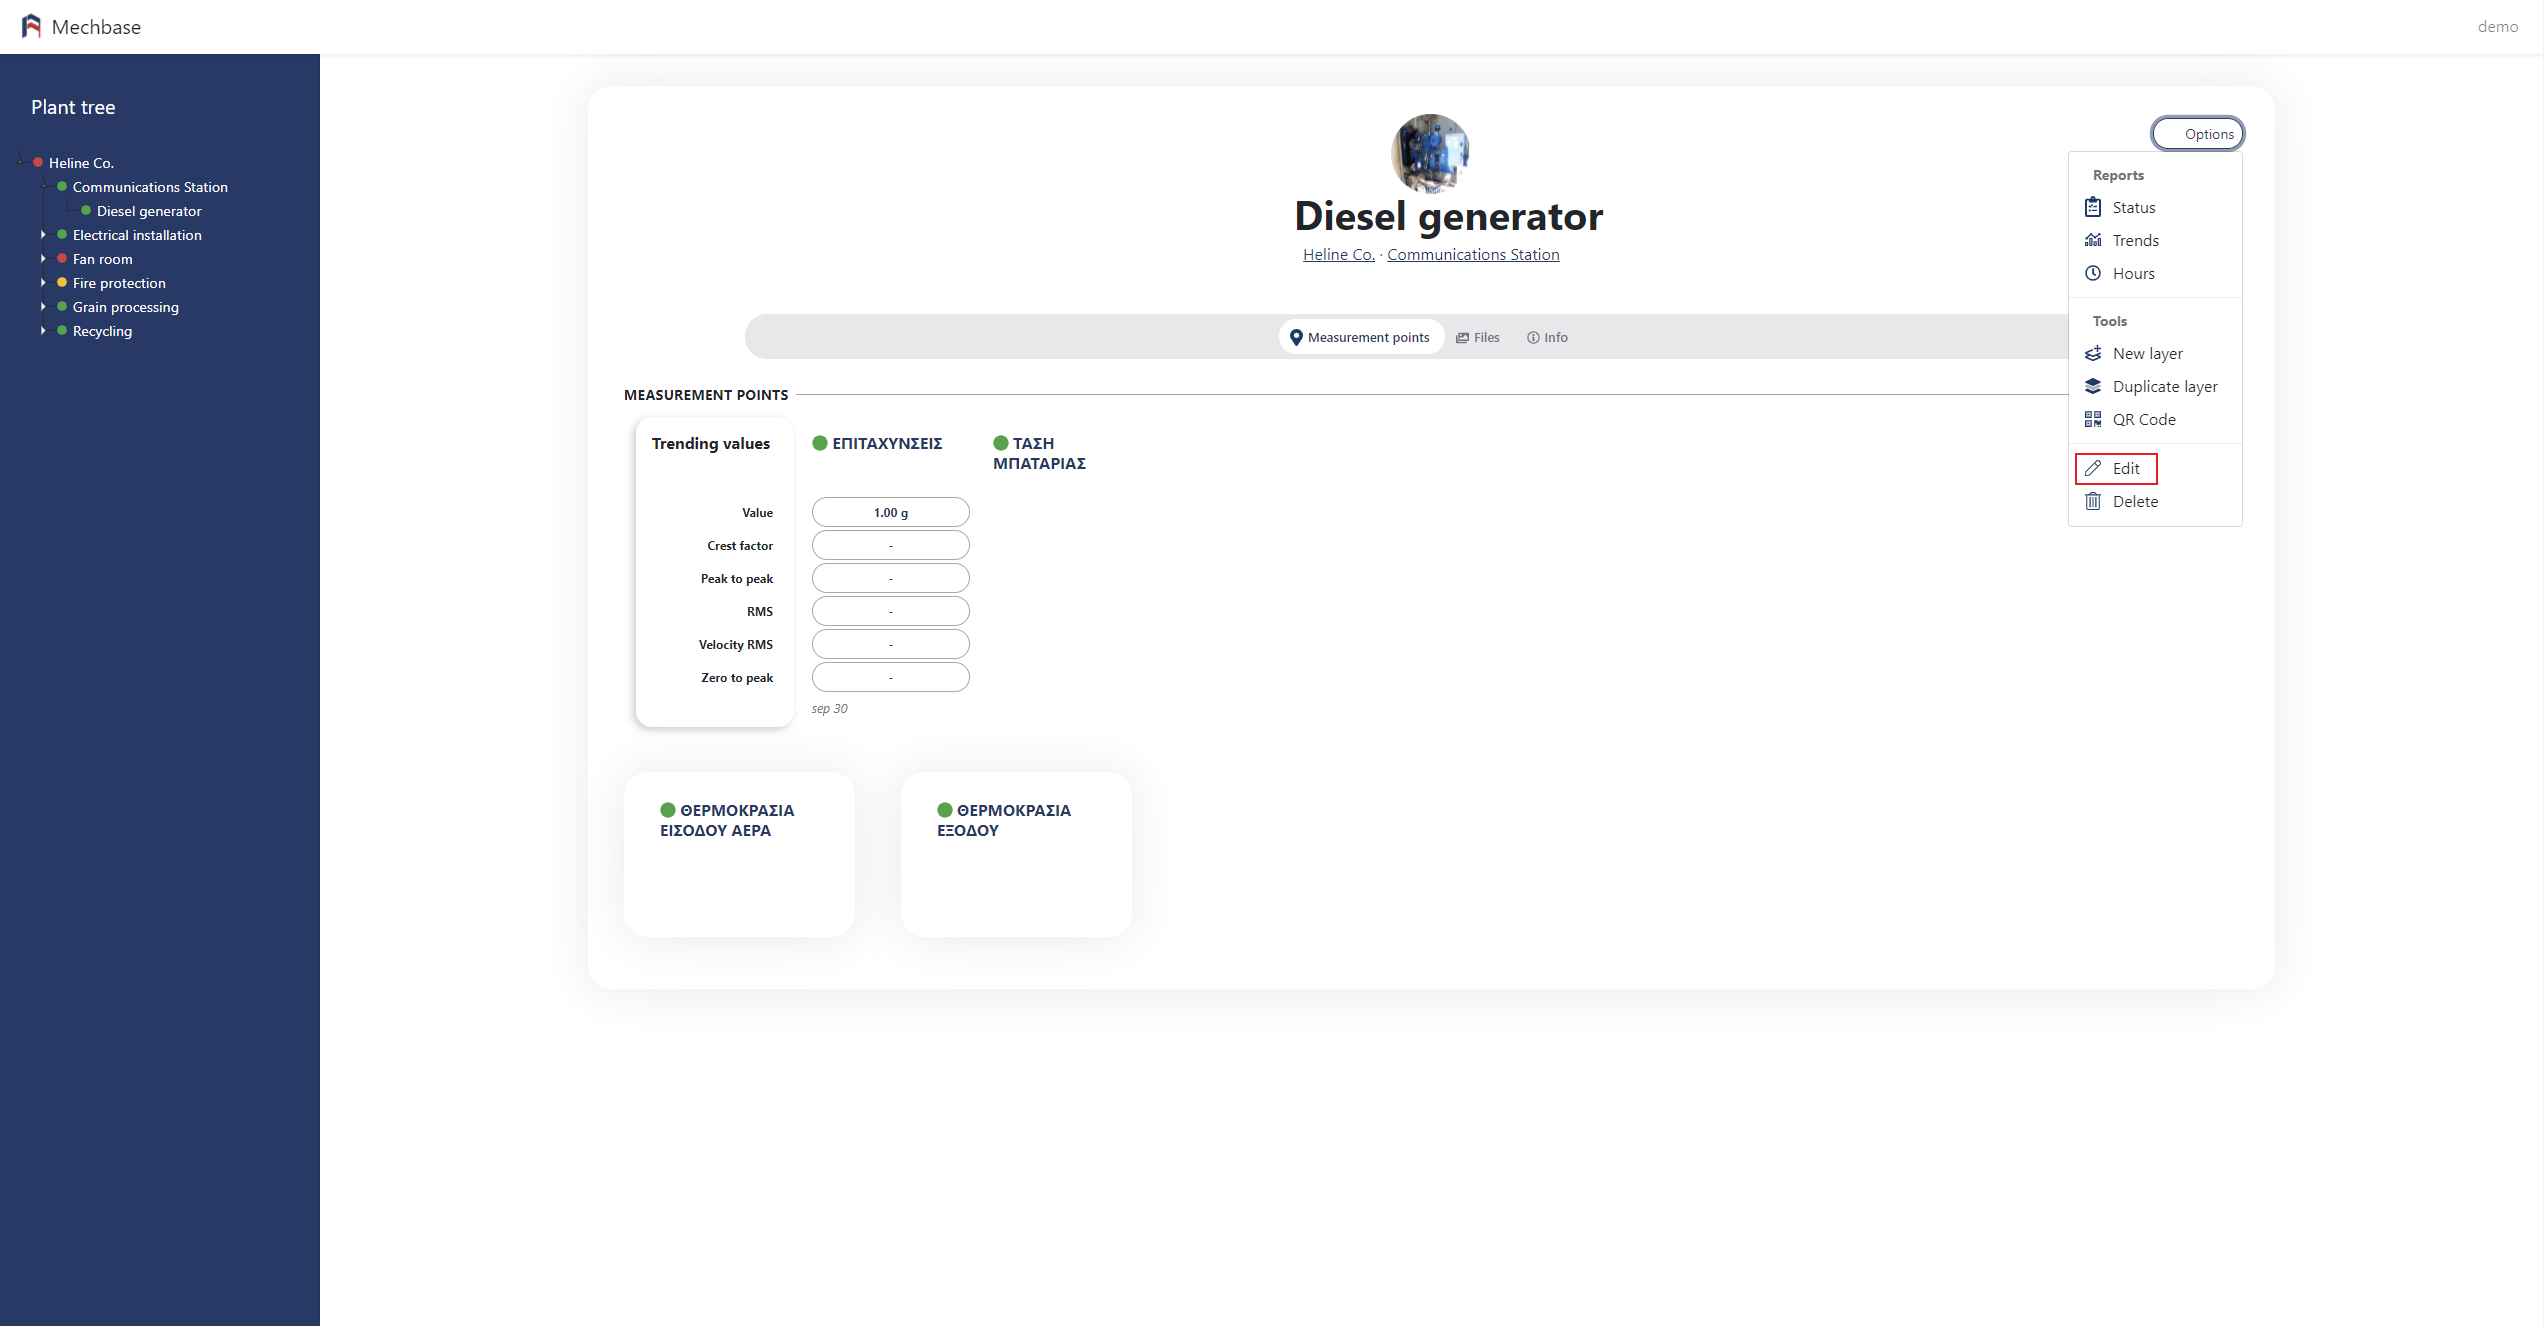 Mechbase
demo
Plant tree
Heline Co.
Communications Station
Diesel generator
Electrical installation
Fan room
Fire protection
Grain processing
Recycling
Options
Diesel generator
Heline Co. · Communications Station
Reports
Status
Trends
Hours
Tools
New layer
Duplicate layer
QR Code
Edit
Delete
Measurement points Files Info
MEASUREMENT POINTS
Trending values
ΕΠΙΤΑΧΥΝΣΕΙΣ
ΤΑΣΗ
ΜΠΑΤΑΡΙΑΣ
Value 1.00 g
Crest factor -
Peak to peak -
RMS -
Velocity RMS -
Zero to peak -
sep 30
ΘΕΡΜΟΚΡΑΣΙΑ
ΕΙΣΟΔΟΥ ΑΕΡΑ
ΘΕΡΜΟΚΡΑΣΙΑ
ΕΞΟΔΟΥ